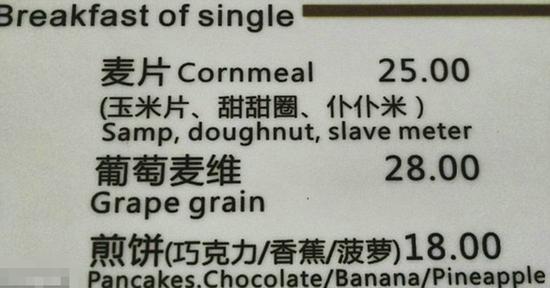 Breakfast of single
麦片 Cornmeal 25.00
(玉米片、甜甜圈、仆仆米)
Samp, doughnut, slave meter
葡萄麦维 28.00
Grape grain
煎饼(巧克力/香蕉/菠萝)18.00
Pancakes.Chocolate/Banana/Pineapple